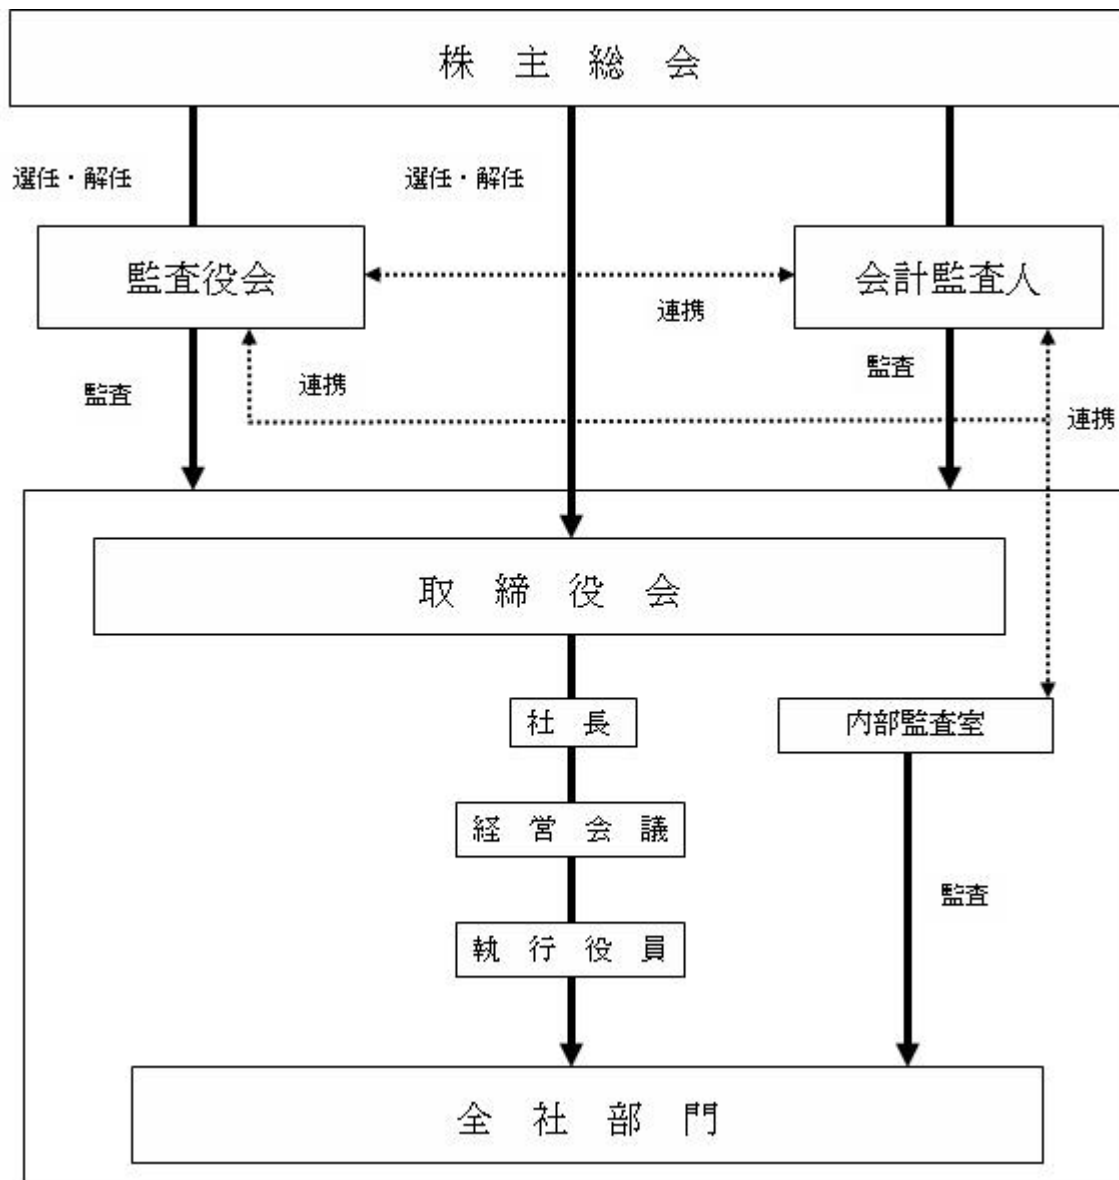 株主総会
選任・解任
選任・解任
監査役会
会計監査人
連携
監査
連携
監査
連携
取締役会
社長
内部監査室
経営会議
監査
執行役員
全社部門